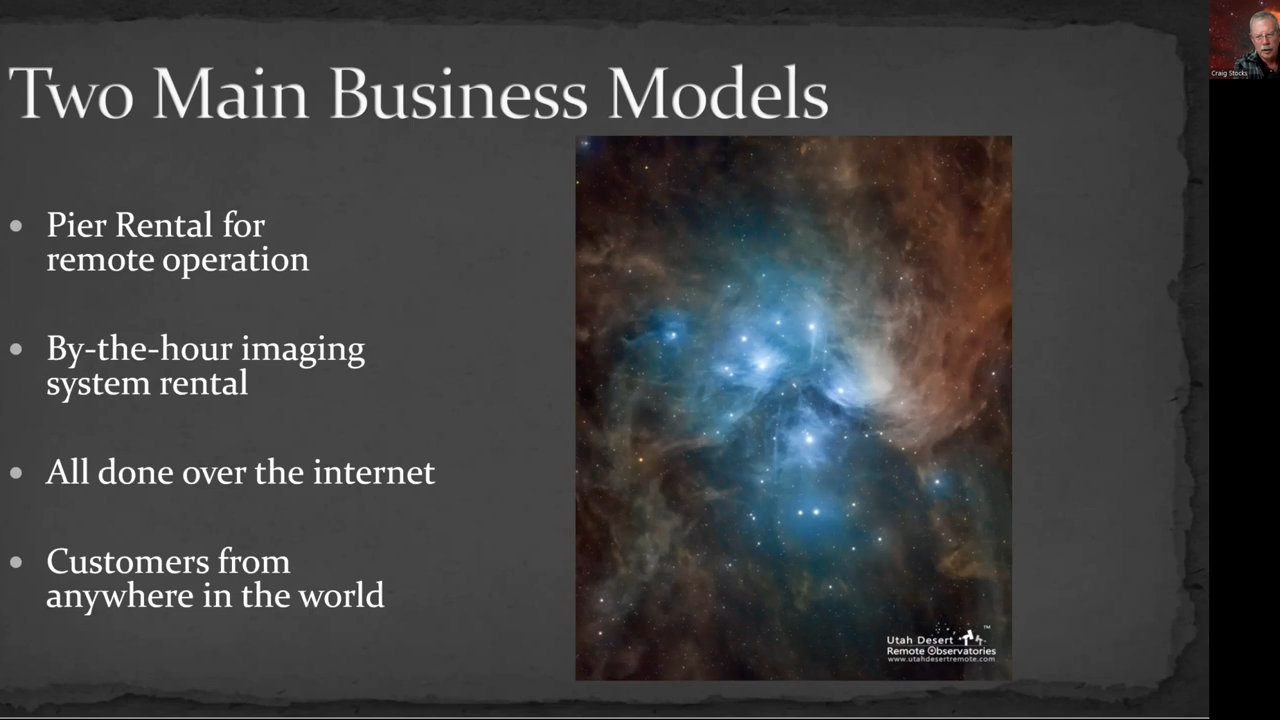 Two Main Business Models
Pier Rental for
remote operation
By-the-hour imaging
system rental
All done over the internet
Customers from
anywhere in the world
Utah Desert
Remote Observatories
www.utahdesertremote.com
TM
Craig Stocks